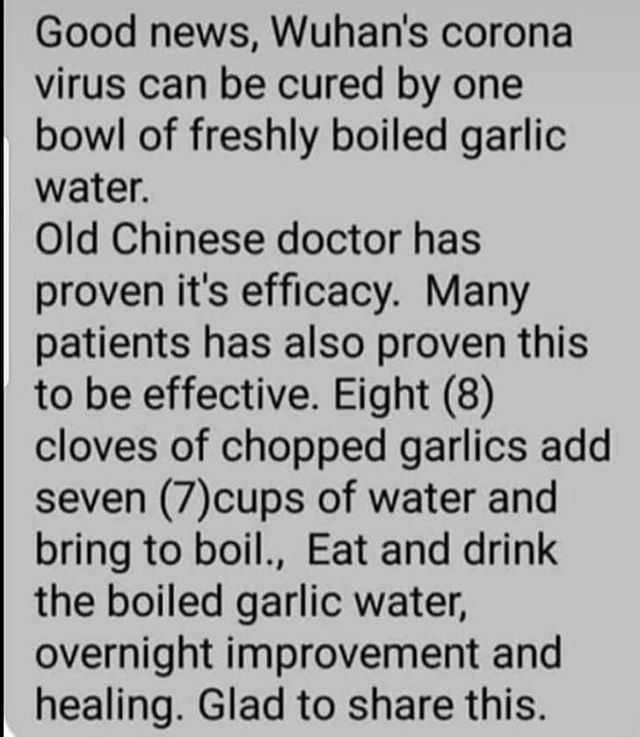 Good news, Wuhan's corona
virus can be cured by one
bowl of freshly boiled garlic
water.
Old Chinese doctor has
proven it's efficacy.  Many
patients has also proven this
to be effective. Eight (8)
cloves of chopped garlics add
seven (7)cups of water and
bring to boil.,  Eat and drink
the boiled garlic water,
overnight improvement and
healing. Glad to share this.